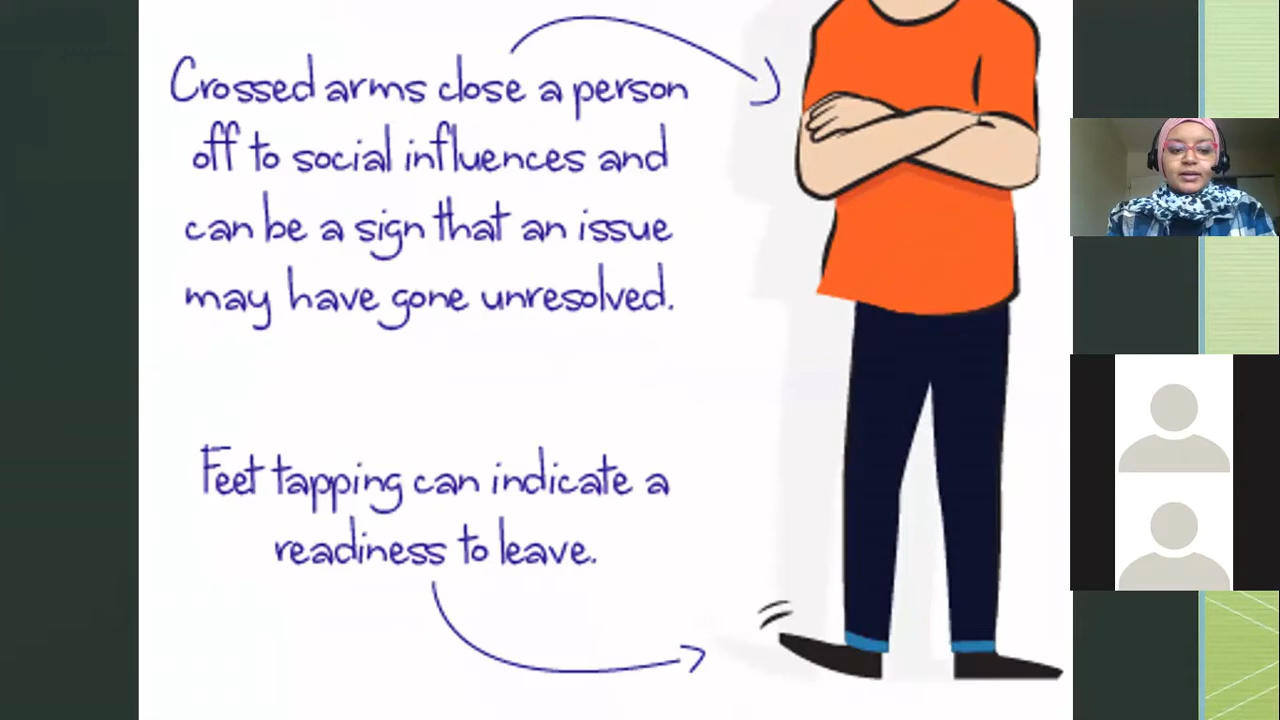 Crossed arms close a person
off to social influences and
can be a sign that an issue
may have gone unresolved.
Feet tapping can indicate a
readiness to leave.